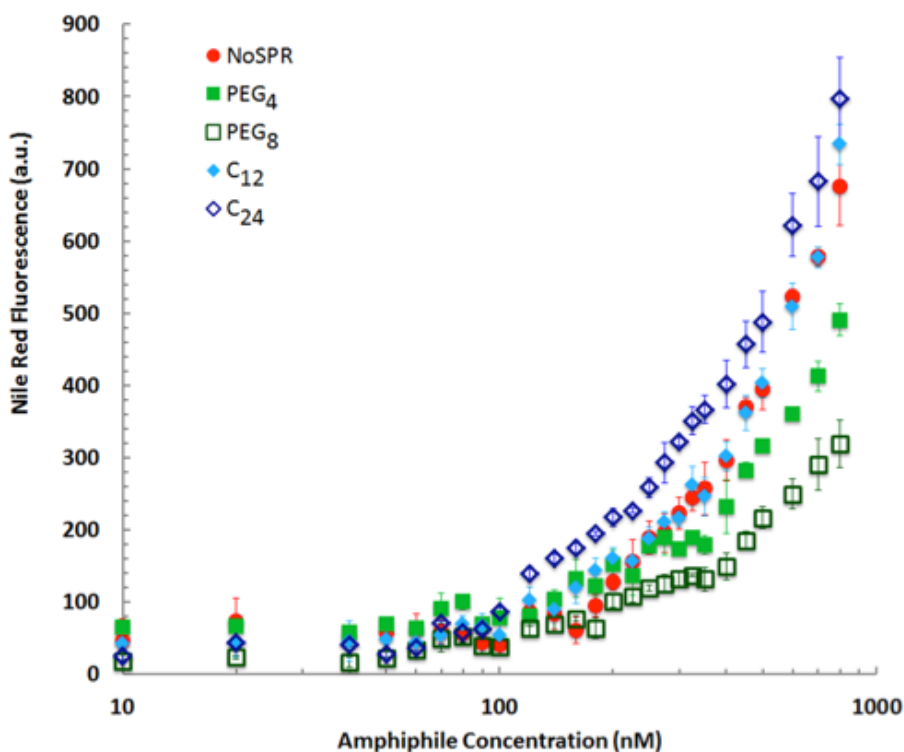 900
800
700
600
500
400
300
200
100
0
Nile Red Fluorescence (a.u.)
NoSPR
PEG4
PEG8
C12
C24
10 100 1000
Amphiphile Concentration (nM)